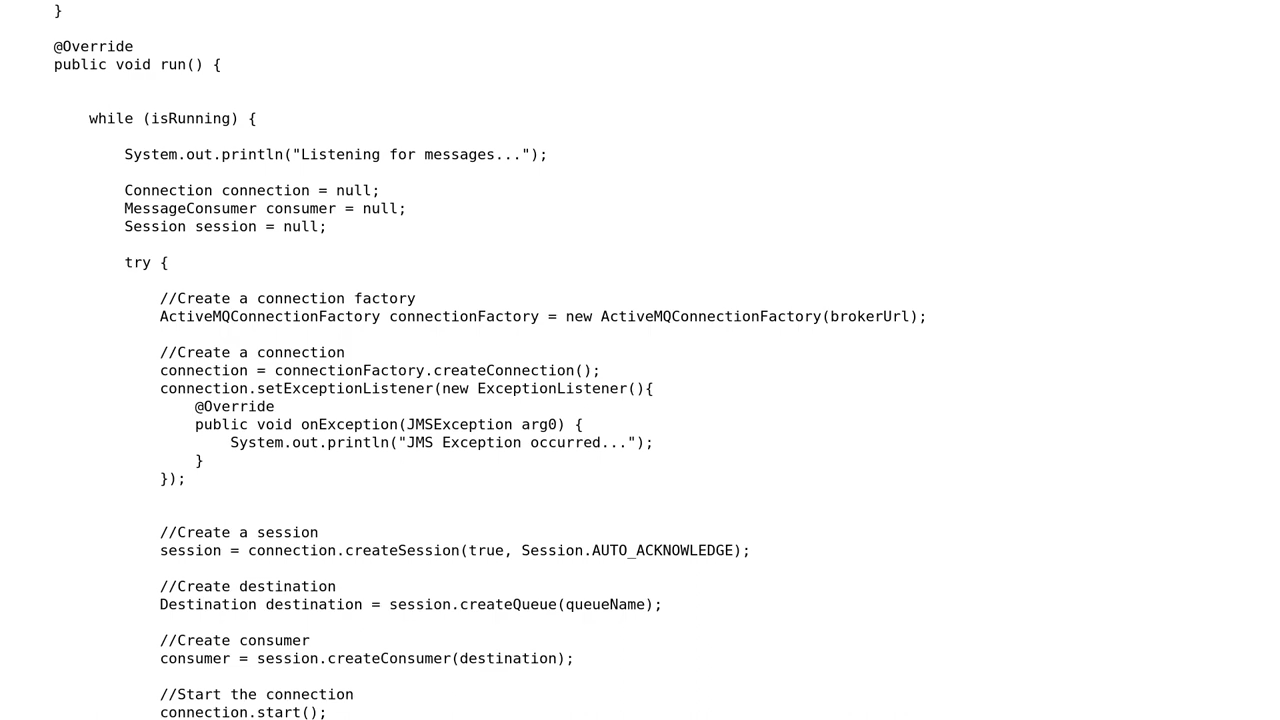 }
@Override
public void run() {
while (isRunning) {
System.out.println("Listening for messages...");
Connection connection = null;
MessageConsumer consumer = null;
Session session = null;
try {
//Create a connection factory
ActiveMQConnectionFactory connectionFactory = new ActiveMQConnectionFactory(brokerUrl);
//Create a connection
connection = connectionFactory.createConnection();
connection.setExceptionListener(new ExceptionListener(){
@Override
public void onException(JMSException arg0) {
System.out.println("JMS Exception occurred...");
}
});
//Create a session
session = connection.createSession(true, Session.AUTO_ACKNOWLEDGE);
//Create destination
Destination destination = session.createQueue(queueName);
//Create consumer
consumer = session.createConsumer(destination);
//Start the connection
connection.start();